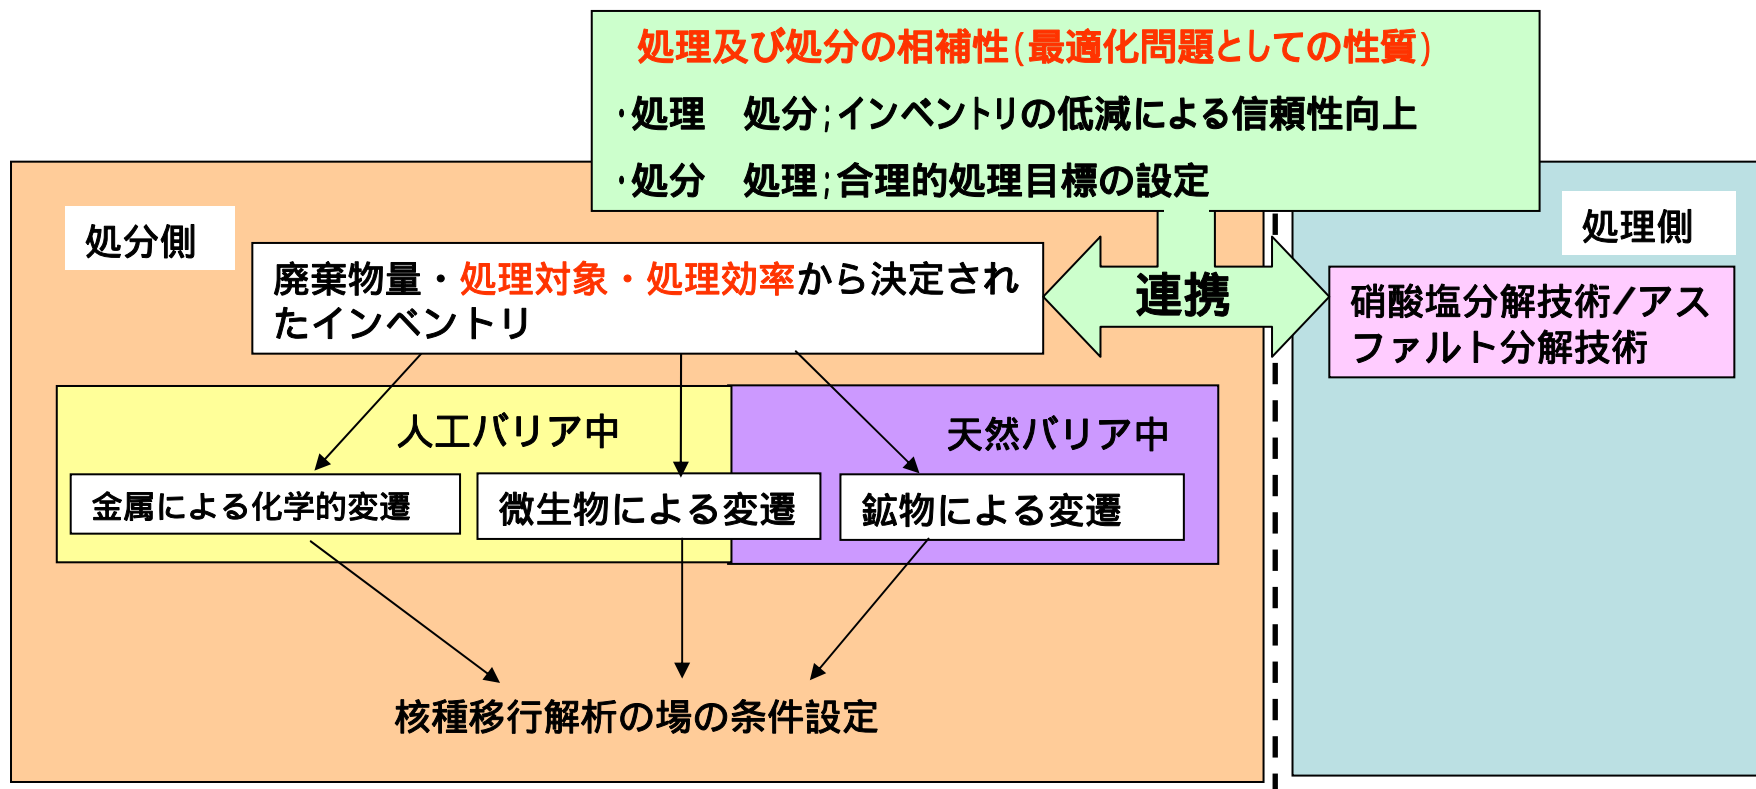 処理及び処分の相補性(最適化問題としての性質)
・処理　処分;インベントリの低減による信頼性向上
・処分　処理;合理的処理目標の設定
処分側
処理側
廃棄物量・処理対象・処理効率から決定され
たインベントリ
連携
硝酸塩分解技術/アス
ファルト分解技術
人工バリア中
天然バリア中
金属による化学的変遷
微生物による変遷
鉱物による変遷
核種移行解析の場の条件設定